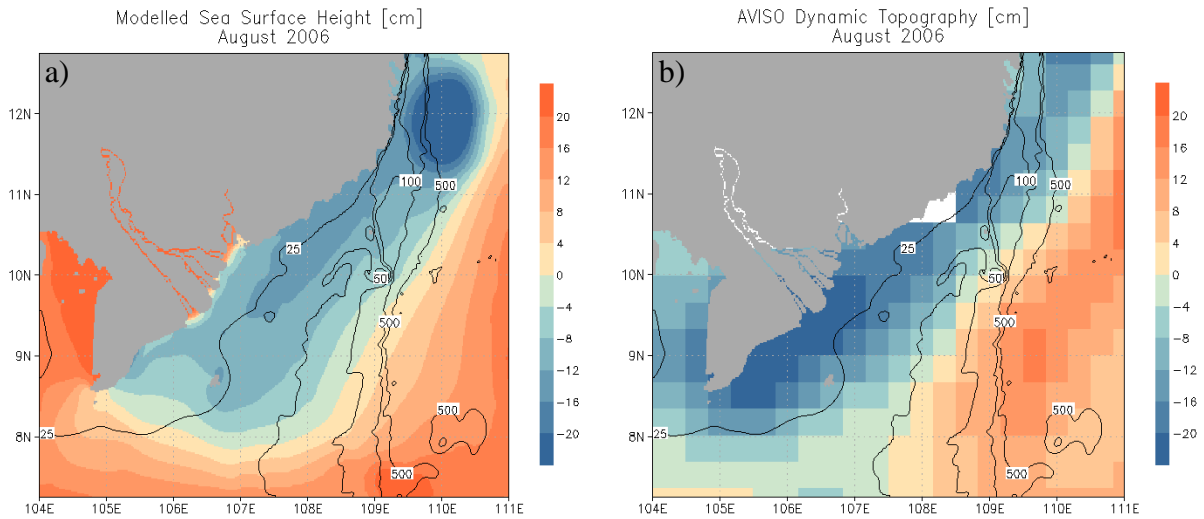 Modelled Sea Surface Height [cm]
August 2006
a)
12N
11N
10N
9N
8N
104E 105E 106E 107E 108E 109E 110E 111E
100
500
25
50
500
500
25
500
20
16
12
8
4
0
−4
−8
−12
−16
−20
AVISO Dynamic Topography [cm]
August 2006
b)
12N
11N
10N
9N
8N
104E 105E 106E 107E 108E 109E 110E 111E
100
500
25
50
500
500
25
500
20
16
12
8
4
0
−4
−8
−12
−16
−20